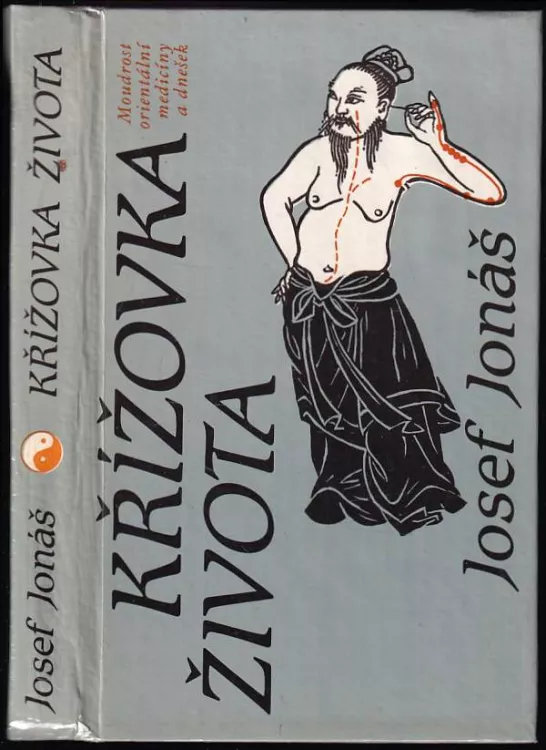 Josef Jonáš KŘÍŽOVKA ŽIVOTA
Moudrost
orientální
medicíny
a dnešek
KŘÍŽOVKA
ŽIVOTA
Josef Jonáš